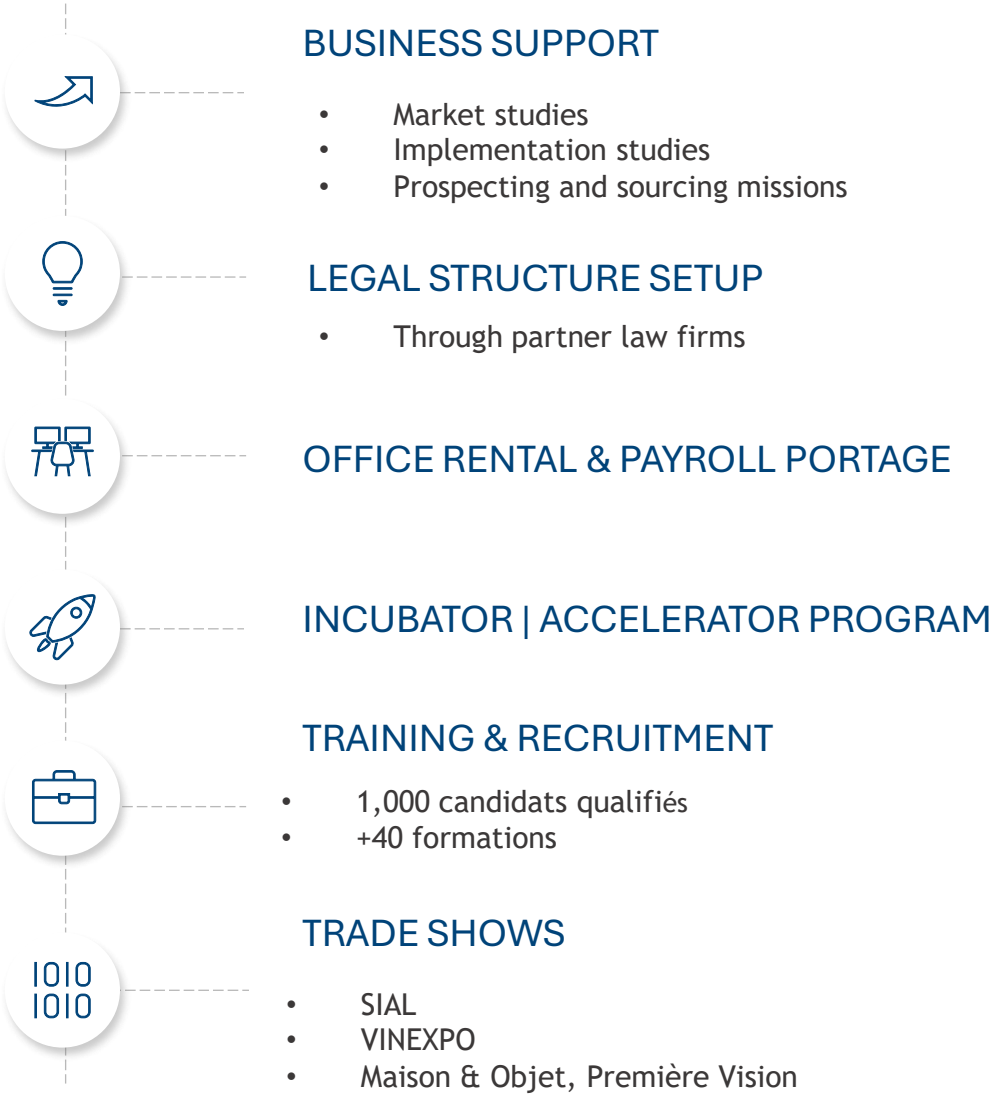 BUSINESS SUPPORT
• Market studies
• Implementation studies
• Prospecting and sourcing missions
LEGAL STRUCTURE SETUP
• Through partner law firms
OFFICE RENTAL & PAYROLL PORTAGE
INCUBATOR | ACCELERATOR PROGRAM
TRAINING & RECRUITMENT
• 1,000 candidats qualifiés
• +40 formations
TRADE SHOWS
1010
1010
• SIAL
• VINEXPO
• Maison & Objet, Première Vision